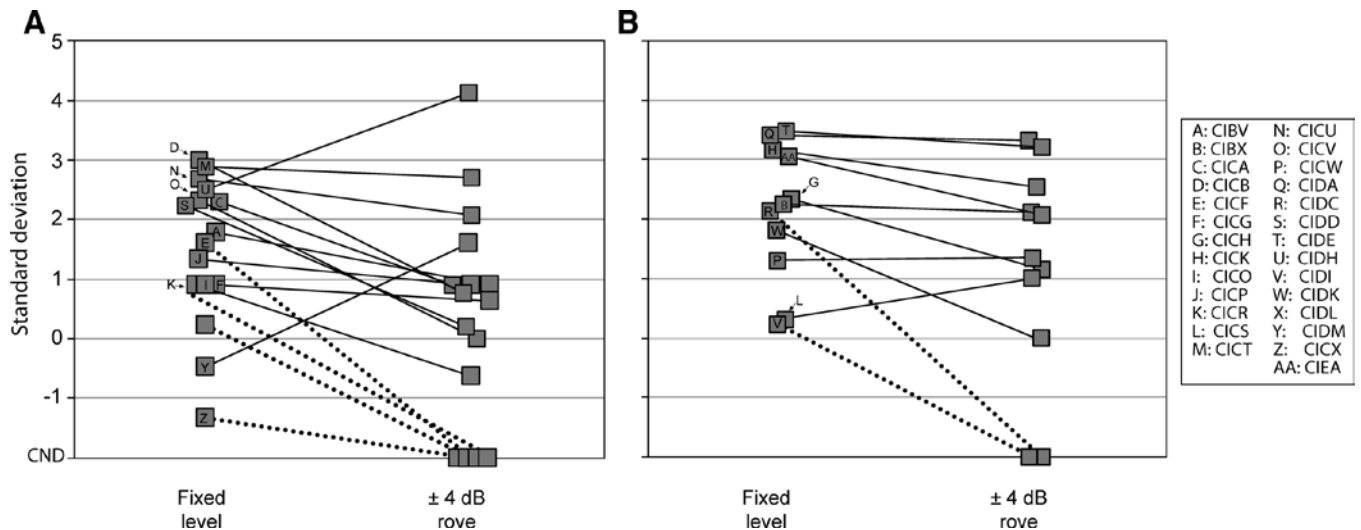 A
B
5
4
3
2
1
0
-1
CND
Standard deviation
D
M
N
U
O
C
S
A
E
J
K
I
F
Y
Z
Fixed
level
± 4 dB
rove
Q
T
H
AA
G
B
R
W
P
L
V
Fixed
level
± 4 dB
rove
A: CIBV N: CICU
B: CIBX O: CICV
C: CICA P: CICW
D: CICB Q: CIDA
E: CICF R: CIDC
F: CICG S: CIDD
G: CICH T: CIDE
H: CICK U: CIDH
I: CICO V: CIDI
J: CICP W: CIDK
K: CICR X: CIDL
L: CICS Y: CIDM
M: CICT Z: CICX
AA: CIEA